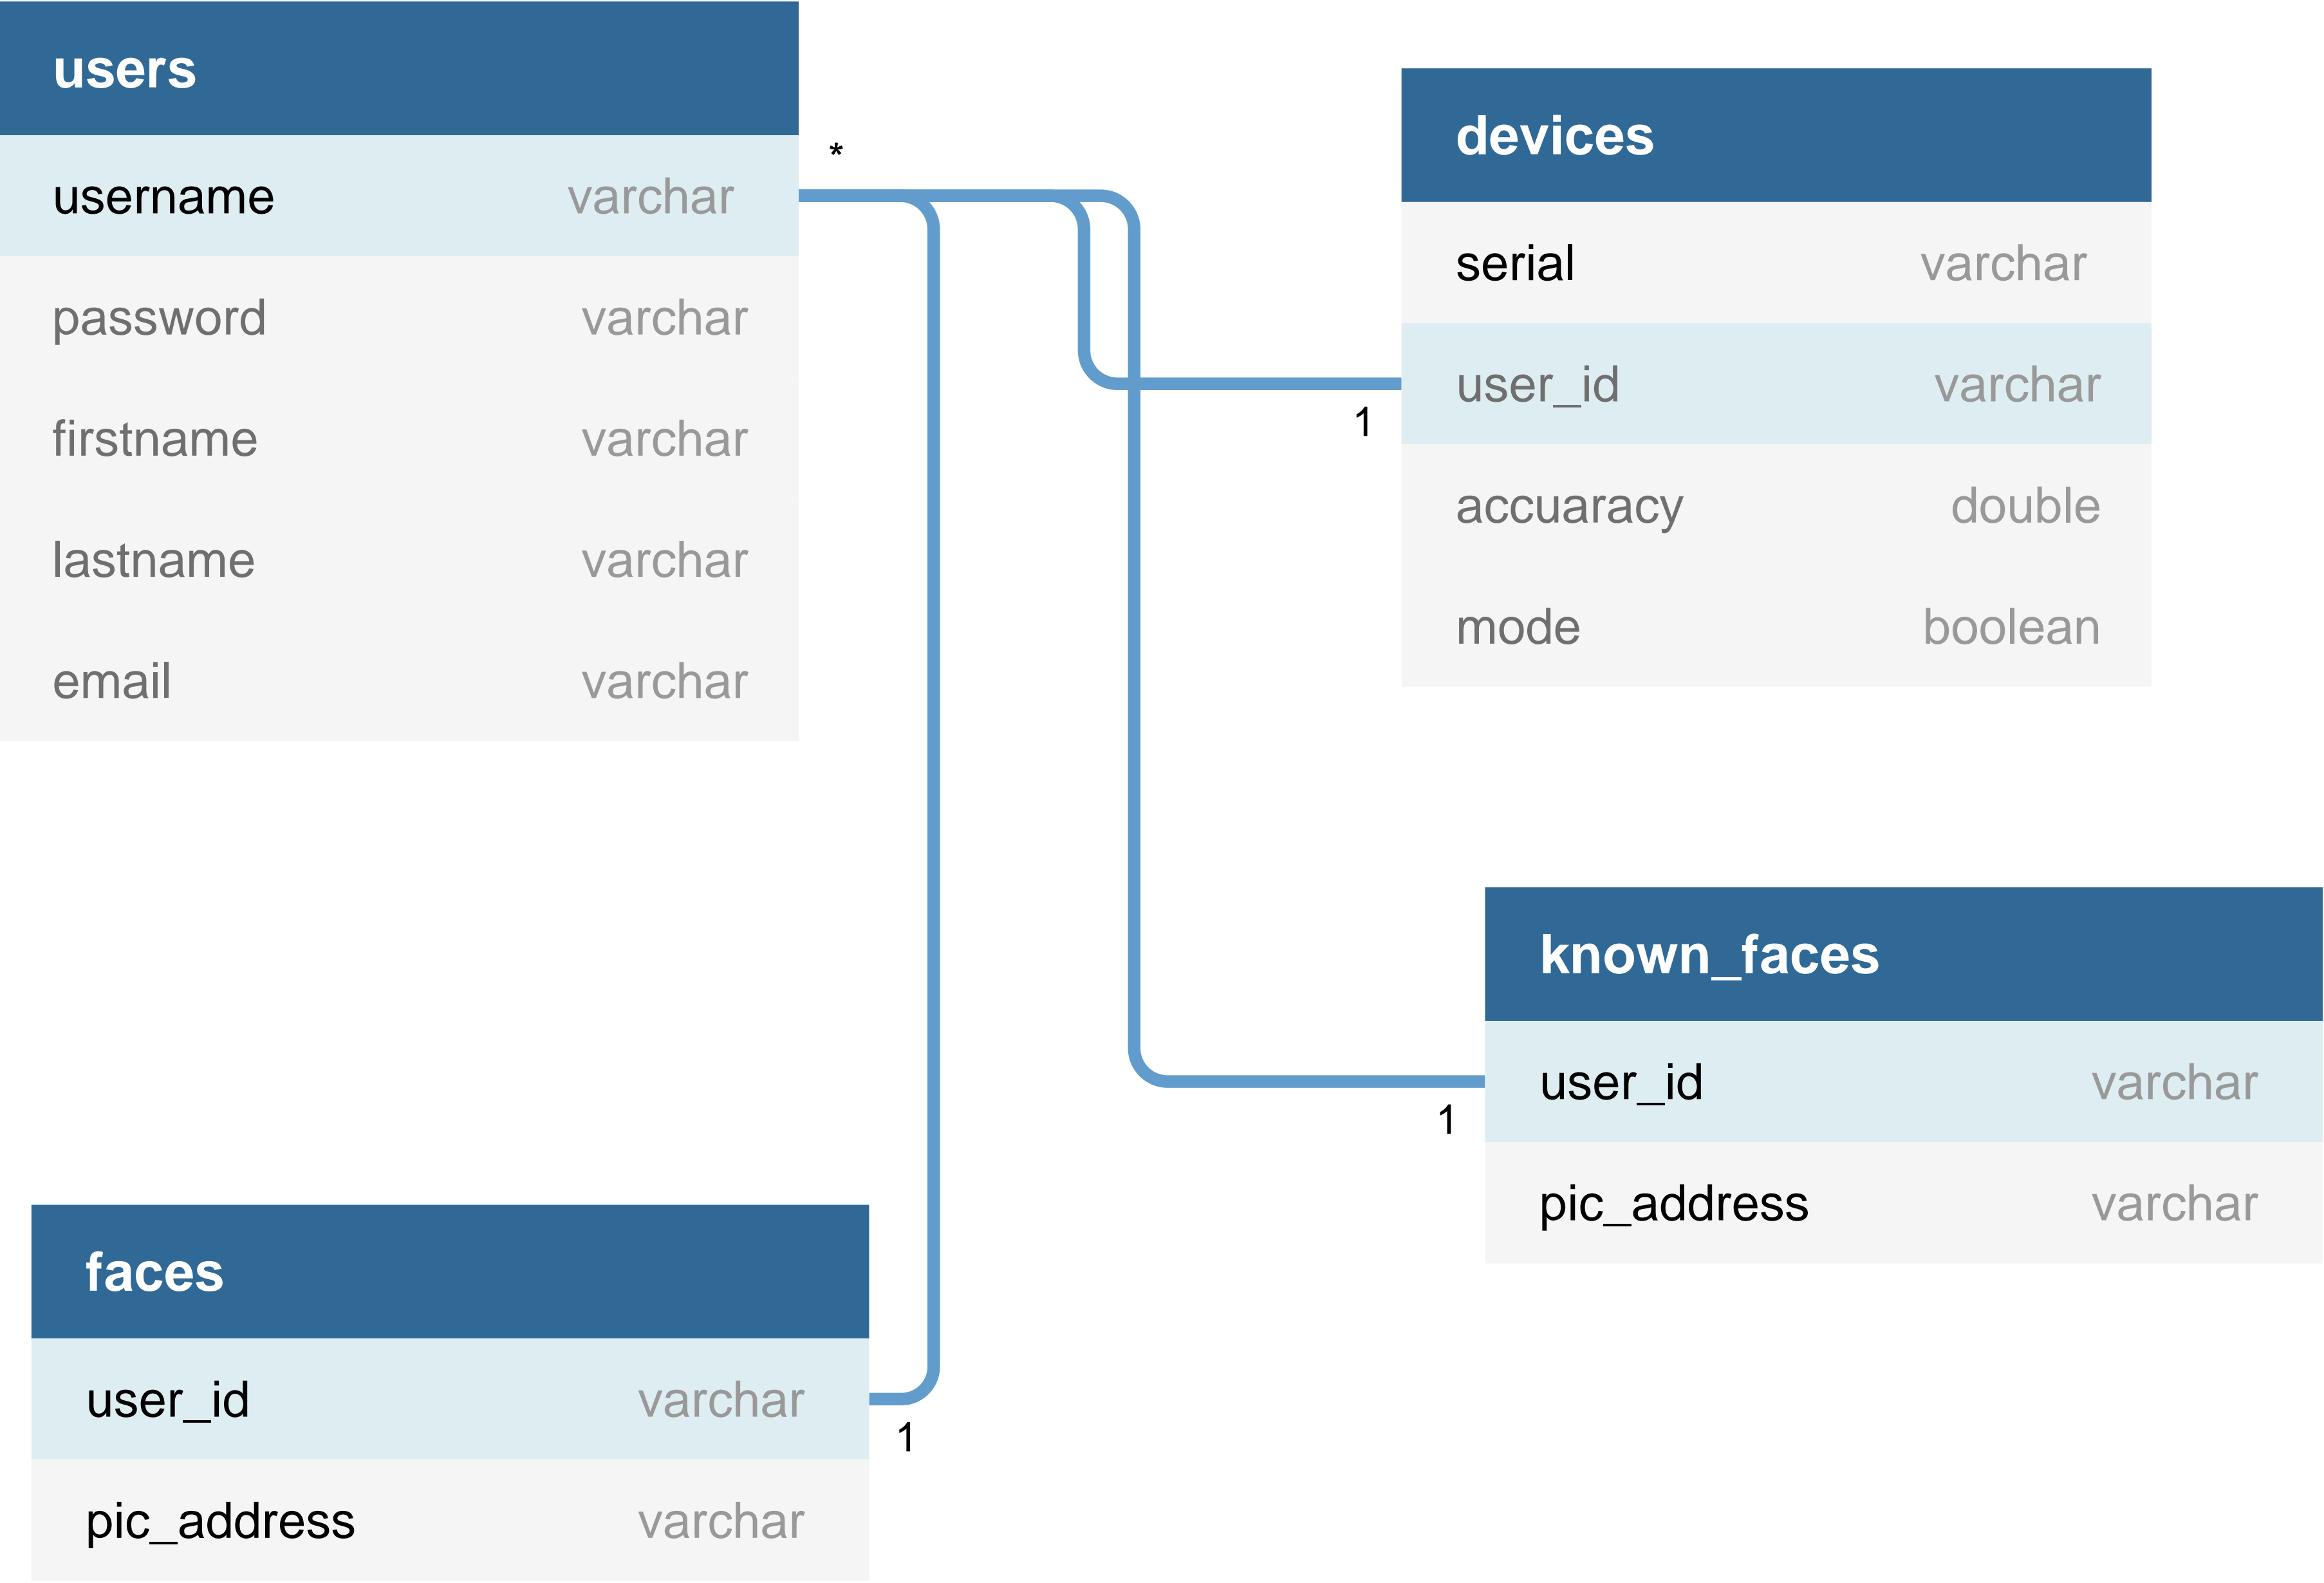 users
username varchar
password varchar
firstname varchar
lastname varchar
email varchar
*
devices
serial varchar
user_id varchar
accuaracy double
mode boolean
1
known_faces
user_id varchar
pic_address varchar
1
faces
user_id varchar
pic_address varchar
1